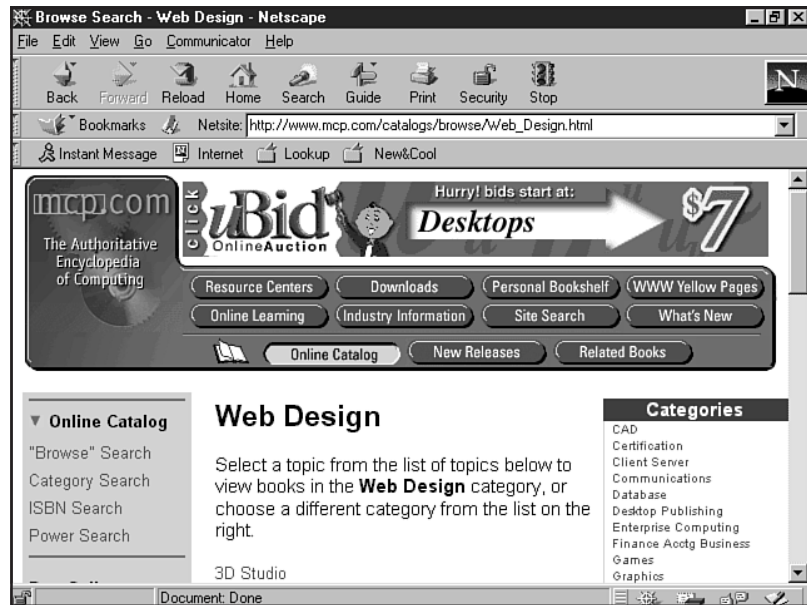 Browse Search - Web Design - Netscape
File Edit View Go Communicator Help
Back Forward Reload Home Search Guide Print Security Stop
N
Bookmarks Netsite: http://www.mcp.com/catalogs/browse/Web_Design.html
Instant Message Internet Lookup New&Cool
mcp.com
The Authoritative
Encyclopedia
of Computing
click
uBid
OnlineAuction
Hurry! bids start at:
Desktops
$7
Resource Centers Downloads Personal Bookshelf WWW Yellow Pages
Online Learning Industry Information Site Search What's New
Online Catalog New Releases Related Books
Online Catalog
"Browse" Search
Category Search
ISBN Search
Power Search
Web Design
Select a topic from the list of topics below to
view books in the Web Design category, or
choose a different category from the list on the
right.
3D Studio
Categories
CAD
Certification
Client Server
Communications
Database
Desktop Publishing
Enterprise Computing
Finance Acctg Business
Games
Graphics
Document: Done